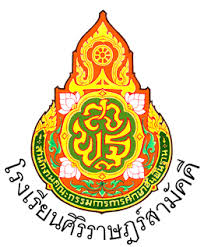 สำนักงานคณะกรรมการการศึกษาขั้นพื้นฐาน
โรงเรียนศิริราษฎร์สามัคคี